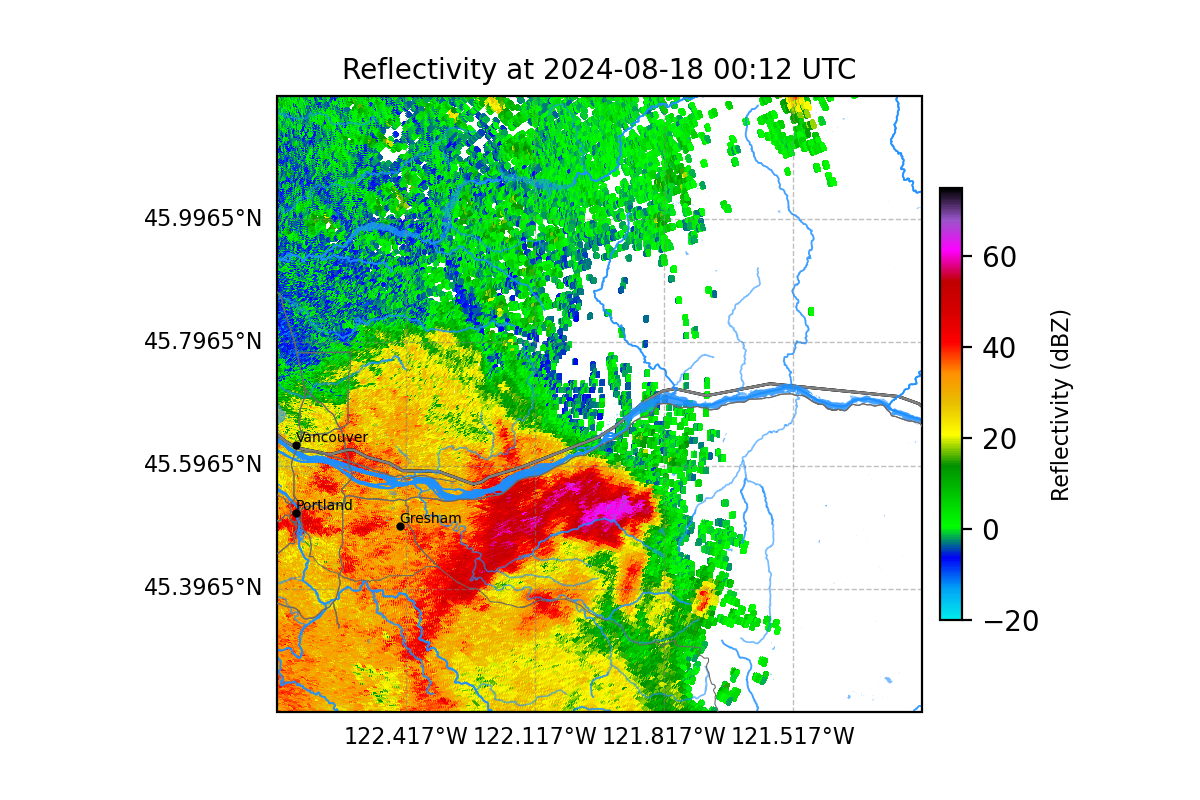 Reflectivity at 2024-08-18 00:12 UTC
45.9965°N
45.7965°N
45.5965°N
45.3965°N
Vancouver
Portland
Gresham
122.417°W 122.117°W 121.817°W 121.517°W
60
40
20
0
−20
Reflectivity (dBZ)